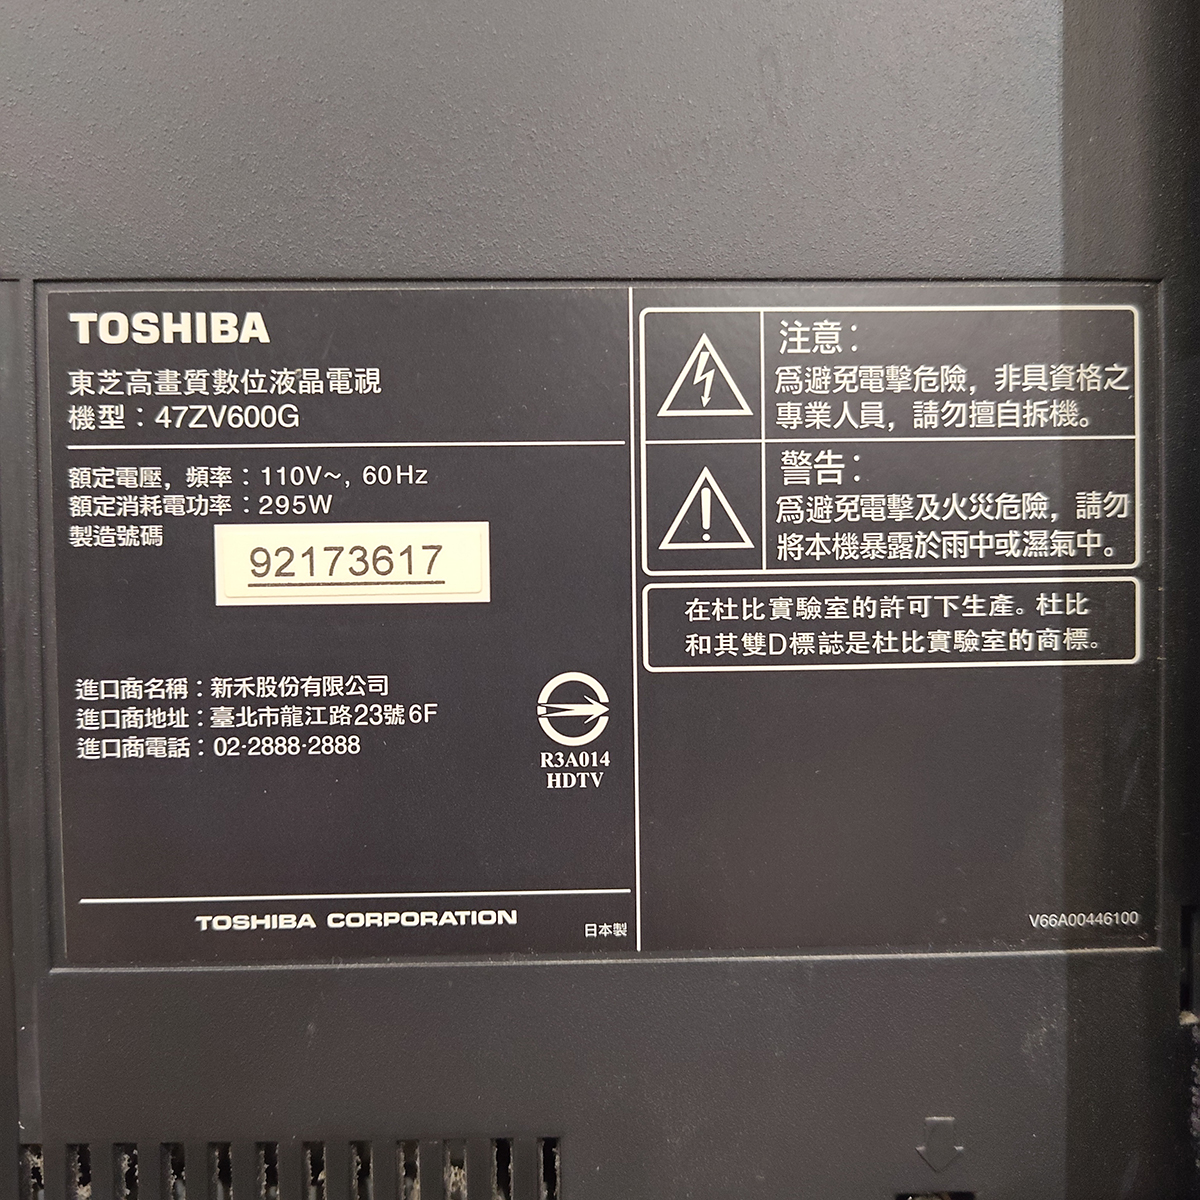 TOSHIBA
東芝高畫質數位液晶電視
機型：47ZV600G
額定電壓，頻率：110V～, 60Hz
額定消耗電功率：295W
製造號碼
92173617
進口商名稱：新禾股份有限公司
進口商地址：臺北市龍江路23號6F
進口商電話：02-2888-2888
R3A014
HDTV
TOSHIBA CORPORATION
日本製
注意：
爲避免電擊危險，非具資格之
專業人員，請勿擅自拆機。
警告：
爲避免電擊及火災危險，請勿
將本機暴露於雨中或濕氣中。
在杜比實驗室的許可下生產。杜比
和其雙D標誌是杜比實驗室的商標。
V66A00446100